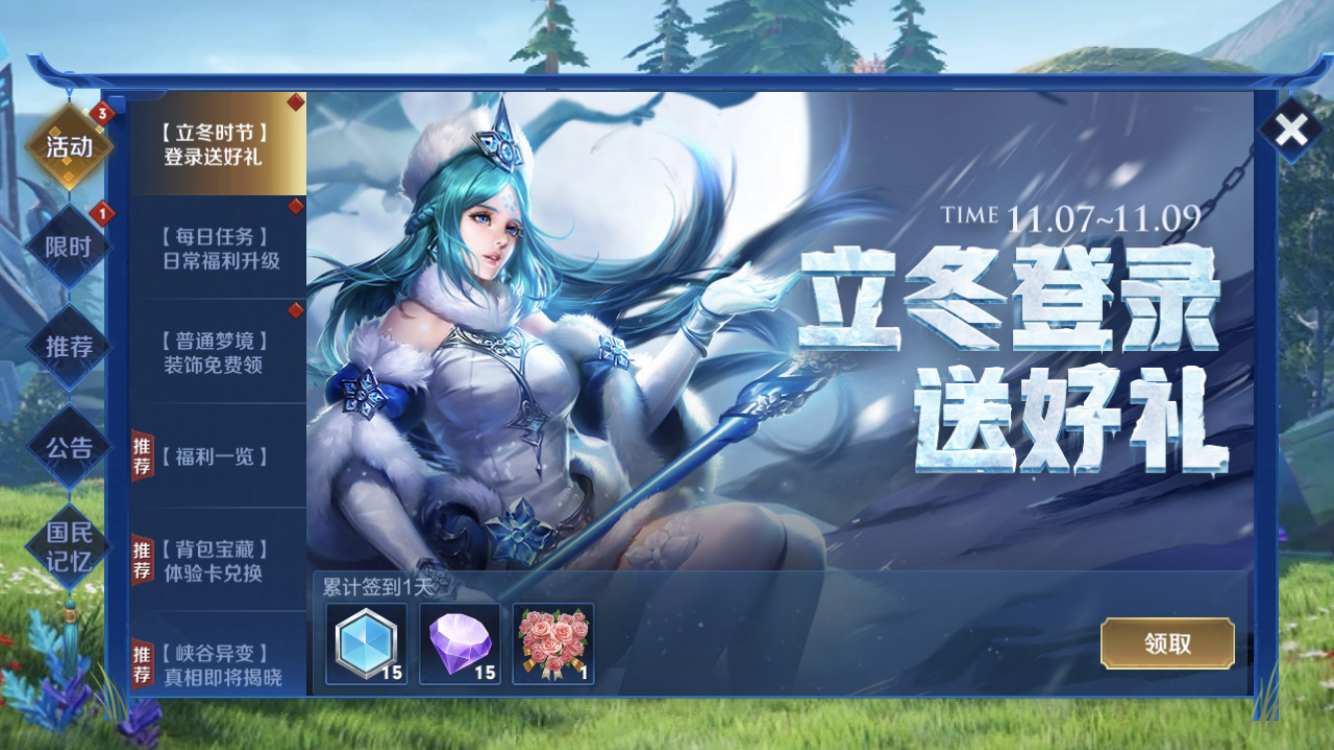 3
活动
1
限时
推荐
公告
国民
记忆
【立冬时节】
登录送好礼
【每日任务】
日常福利升级
【普通梦境】
装饰免费领
推荐
【福利一览】
推荐
【背包宝藏】
体验卡兑换
推荐
【峡谷异变】
真相即将揭晓
TIME 11.07~11.09
立冬登录
送好礼
累计签到1天
15
15
1
领取